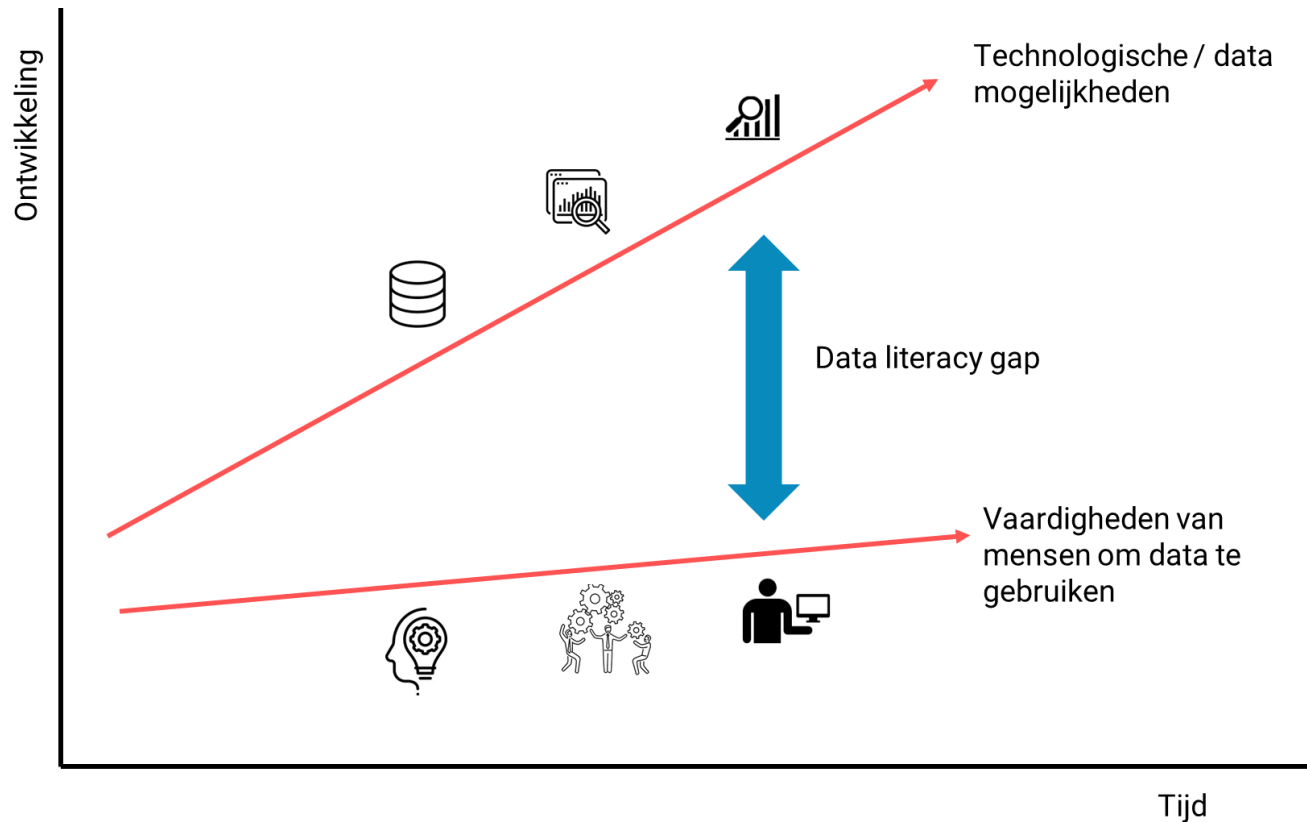 Ontwikkeling
Technologische / data
mogelijkheden
Data literacy gap
Vaardigheden van
mensen om data te
gebruiken
Tijd